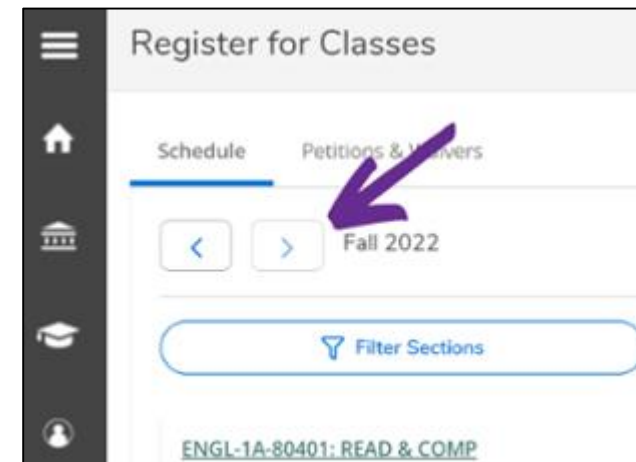 Register for Classes
Schedule Petitions & Waivers
Fall 2022
Filter Sections
ENGL-1A-80401: READ & COMP